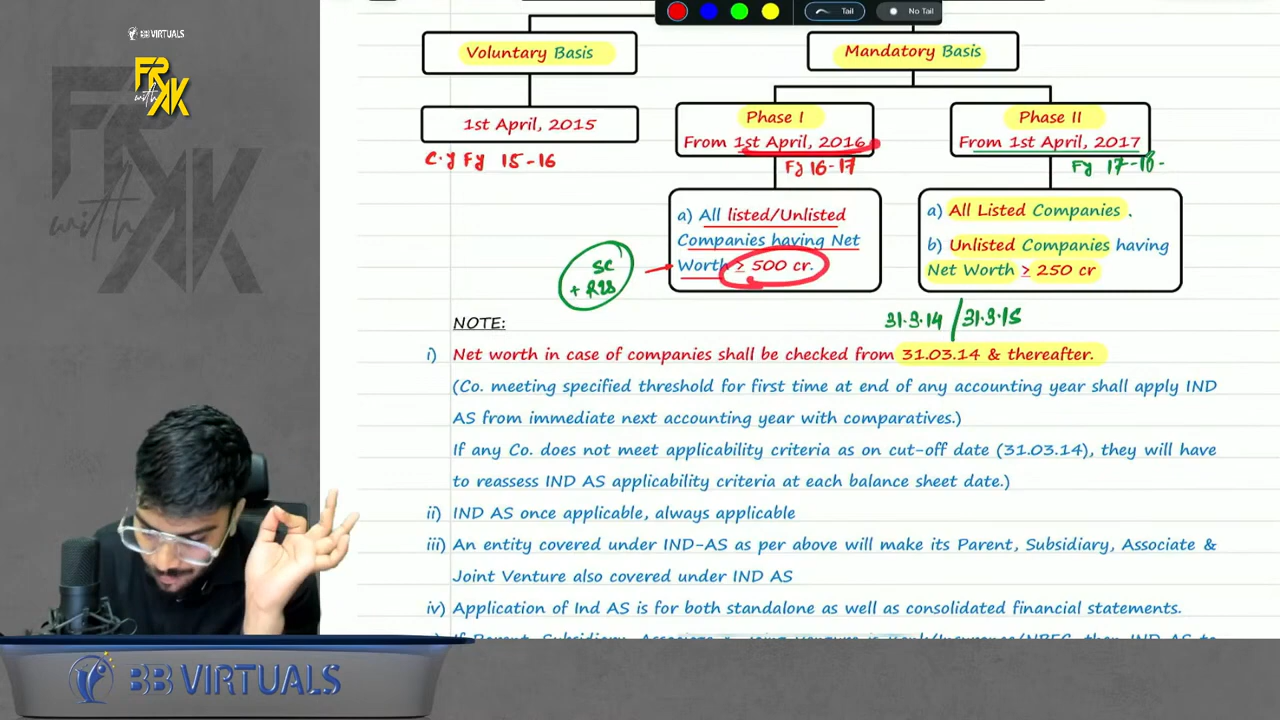 BB VIRTUALS
FR
with
AK
Tail
No Tail
Voluntary Basis
Mandatory Basis
1st April, 2015
C.y Fy 15-16
Phase I
From 1st April, 2016
Fy 16-17
Phase II
From 1st April, 2017
Fy 17-18
a) All listed/Unlisted
Companies having Net
Worth ≥ 500 cr.
SC
+ R&S
a) All Listed Companies .
b) Unlisted Companies having
Net Worth ≥ 250 cr
31.3.14 / 31.3.15
NOTE:
i) Net worth in case of companies shall be checked from 31.03.14 & thereafter.
(Co. meeting specified threshold for first time at end of any accounting year shall apply IND
AS from immediate next accounting year with comparatives.)
If any Co. does not meet applicability criteria as on cut-off date (31.03.14), they will have
to reassess IND AS applicability criteria at each balance sheet date.)
ii) IND AS once applicable, always applicable
iii) An entity covered under IND-AS as per above will make its Parent, Subsidiary, Associate &
Joint Venture also covered under IND AS
iv) Application of Ind AS is for both standalone as well as consolidated financial statements.
BB VIRTUALS